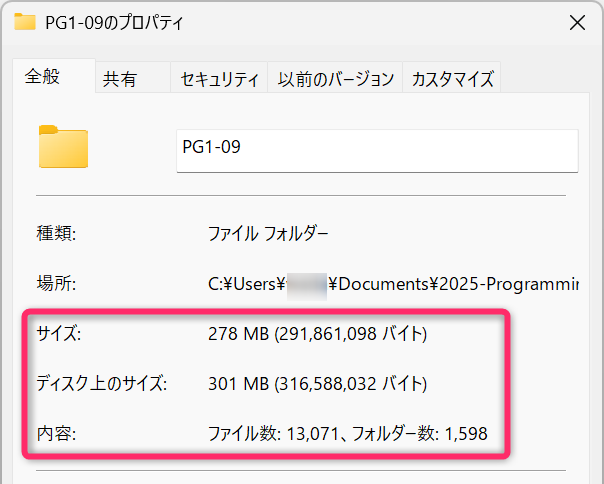 PG1-09のプロパティ
全般 共有 セキュリティ 以前のバージョン カスタマイズ
PG1-09
種類: ファイル フォルダー
場所: C:¥Users¥ ¥Documents¥2025-Programmin
サイズ: 278 MB (291,861,098 バイト)
ディスク上のサイズ: 301 MB (316,588,032 バイト)
内容: ファイル数: 13,071、フォルダー数: 1,598